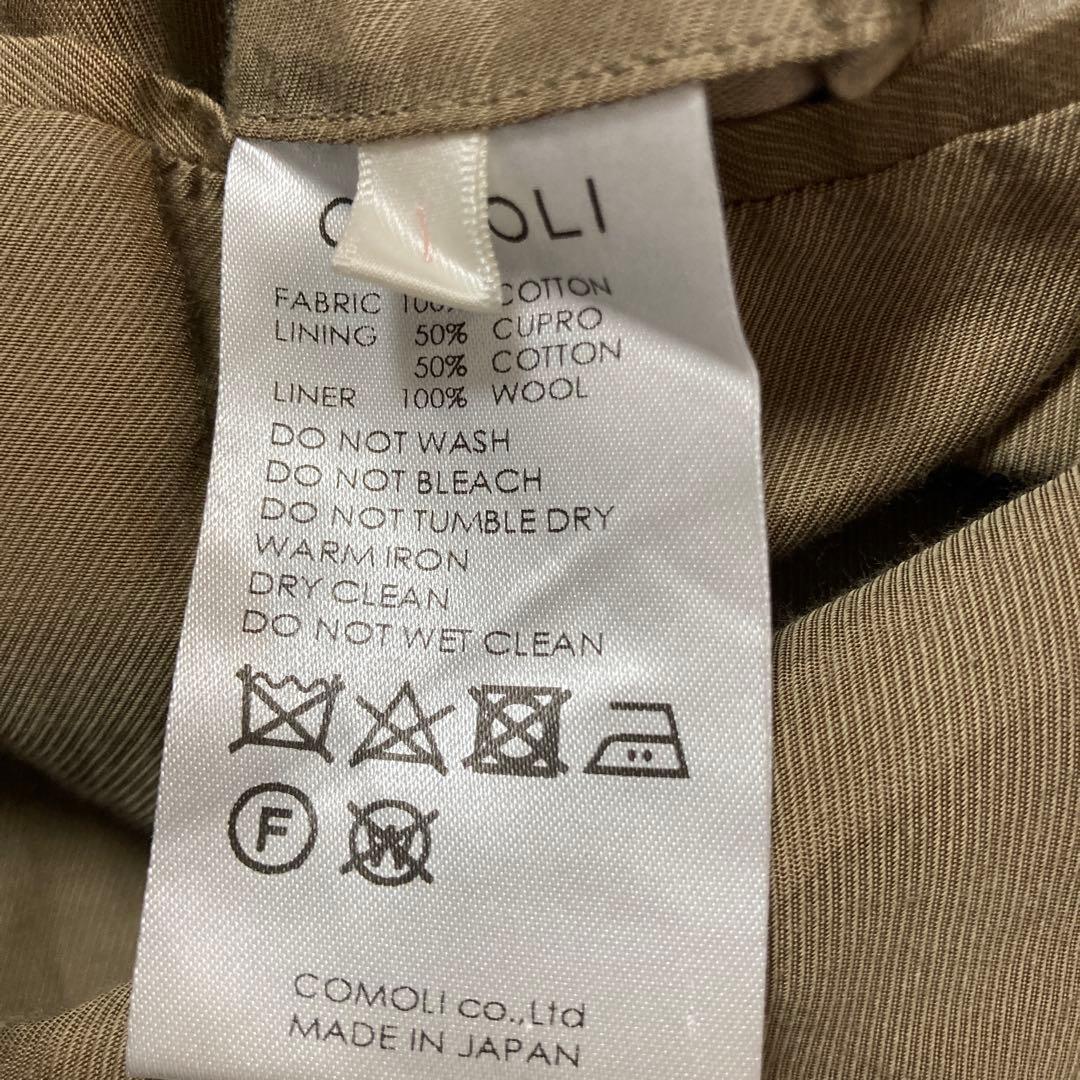 COMOLI
FABRIC 100% COTTON
LINING 50% CUPRO
50% COTTON
LINER 100% WOOL
DO NOT WASH
DO NOT BLEACH
DO NOT TUMBLE DRY
WARM IRON
DRY CLEAN
DO NOT WET CLEAN
F W
COMOLI co.,Ltd
MADE IN JAPAN